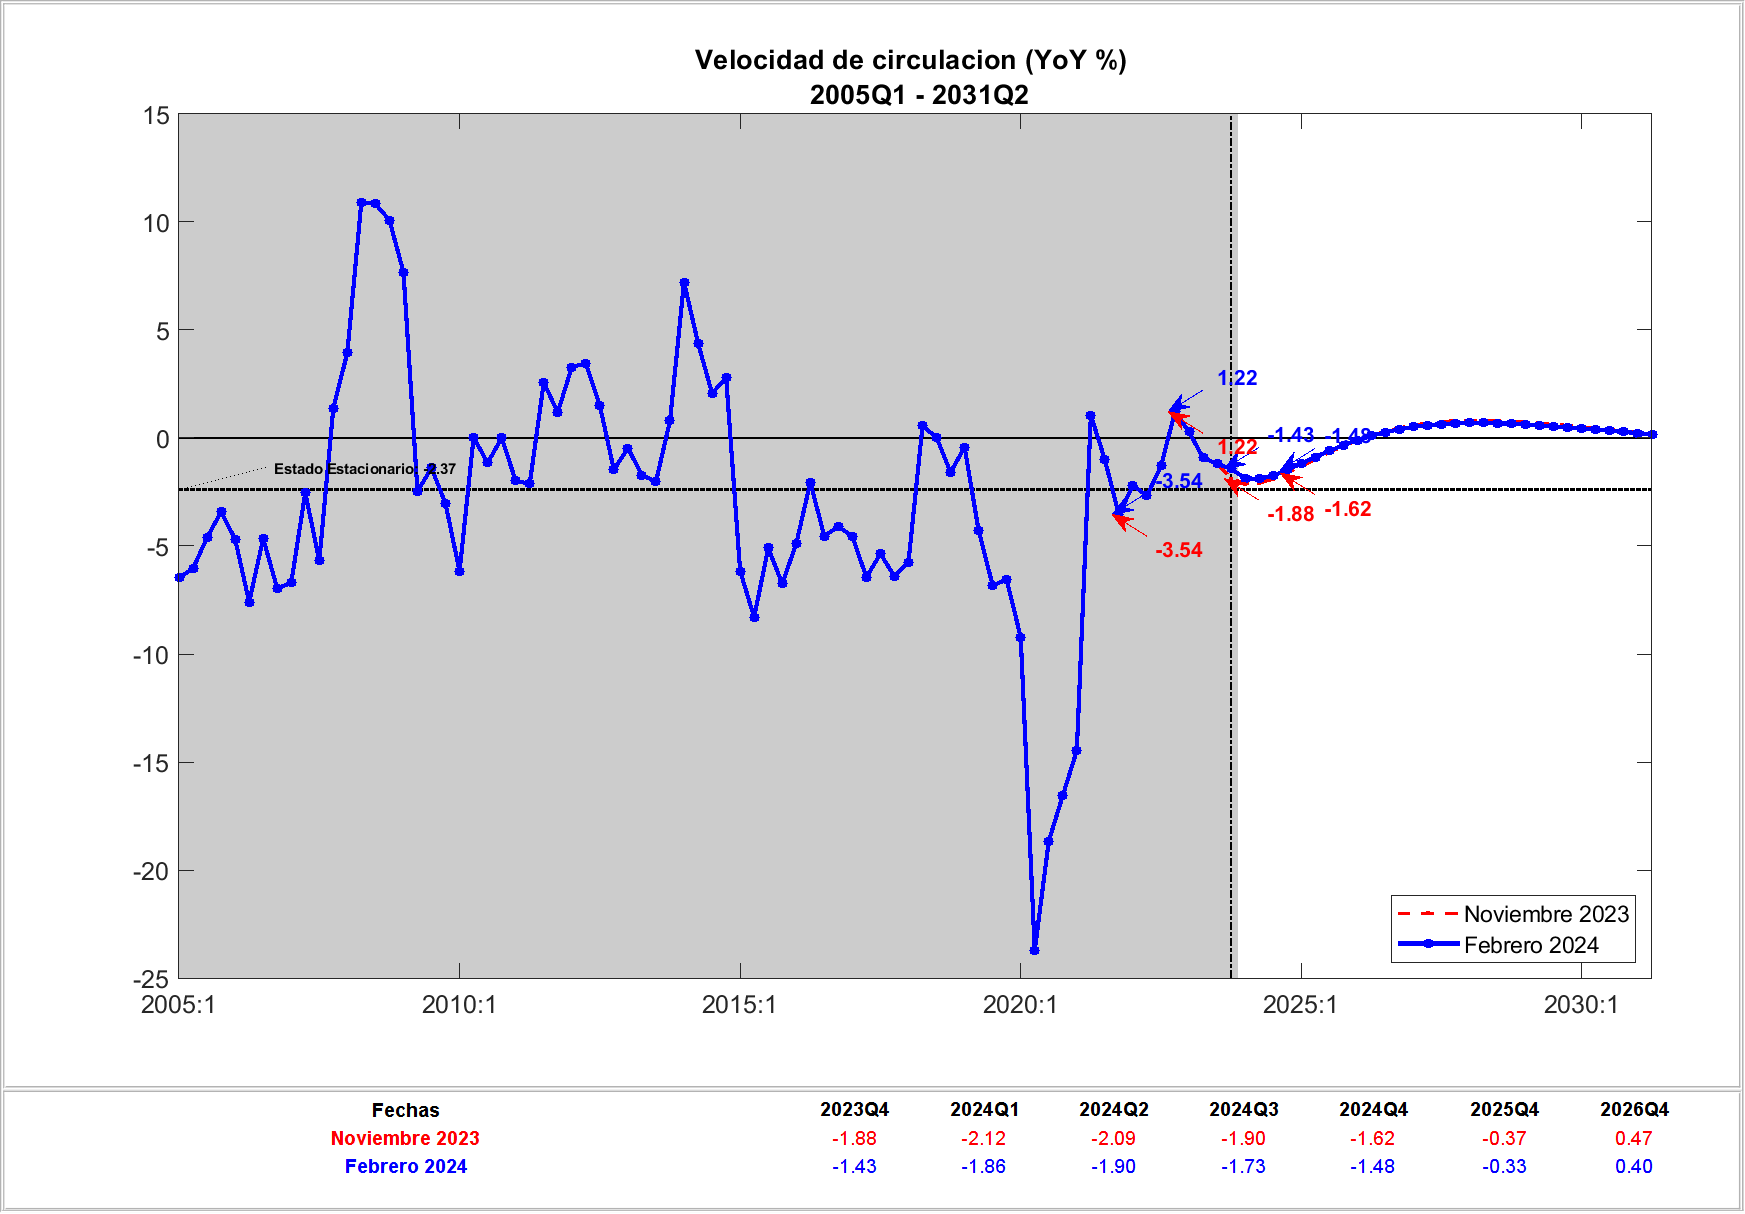 Velocidad de circulacion (YoY %)
2005Q1 - 2031Q2
15
10
5
0
-5
-10
-15
-20
-25
1.22
1.22
-1.43
-1.48
Estado Estacionario: -2.37
-3.54
-1.88
-1.62
-3.54
Noviembre 2023
Febrero 2024
2005:1 2010:1 2015:1 2020:1 2025:1 2030:1
Fechas 2023Q4 2024Q1 2024Q2 2024Q3 2024Q4 2025Q4 2026Q4
Noviembre 2023 -1.88 -2.12 -2.09 -1.90 -1.62 -0.37 0.47
Febrero 2024 -1.43 -1.86 -1.90 -1.73 -1.48 -0.33 0.40